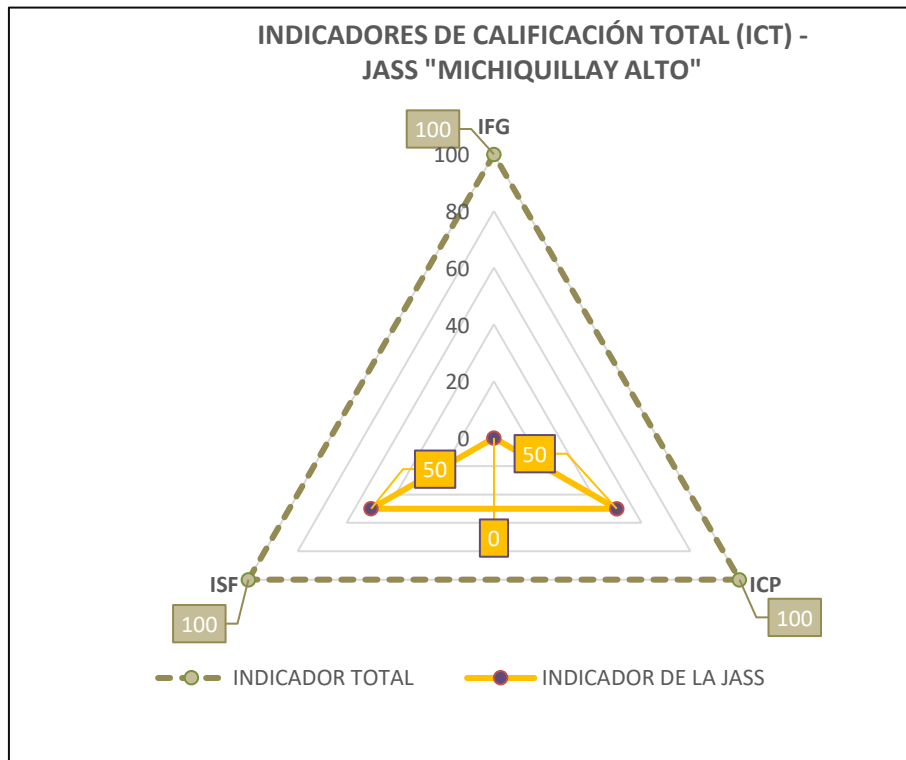 INDICADORES DE CALIFICACIÓN TOTAL (ICT) -
JASS "MICHIQUILLAY ALTO"
100
IFG
100
80
60
40
20
0
50
50
0
ISF
ICP
100
100
INDICADOR TOTAL
INDICADOR DE LA JASS